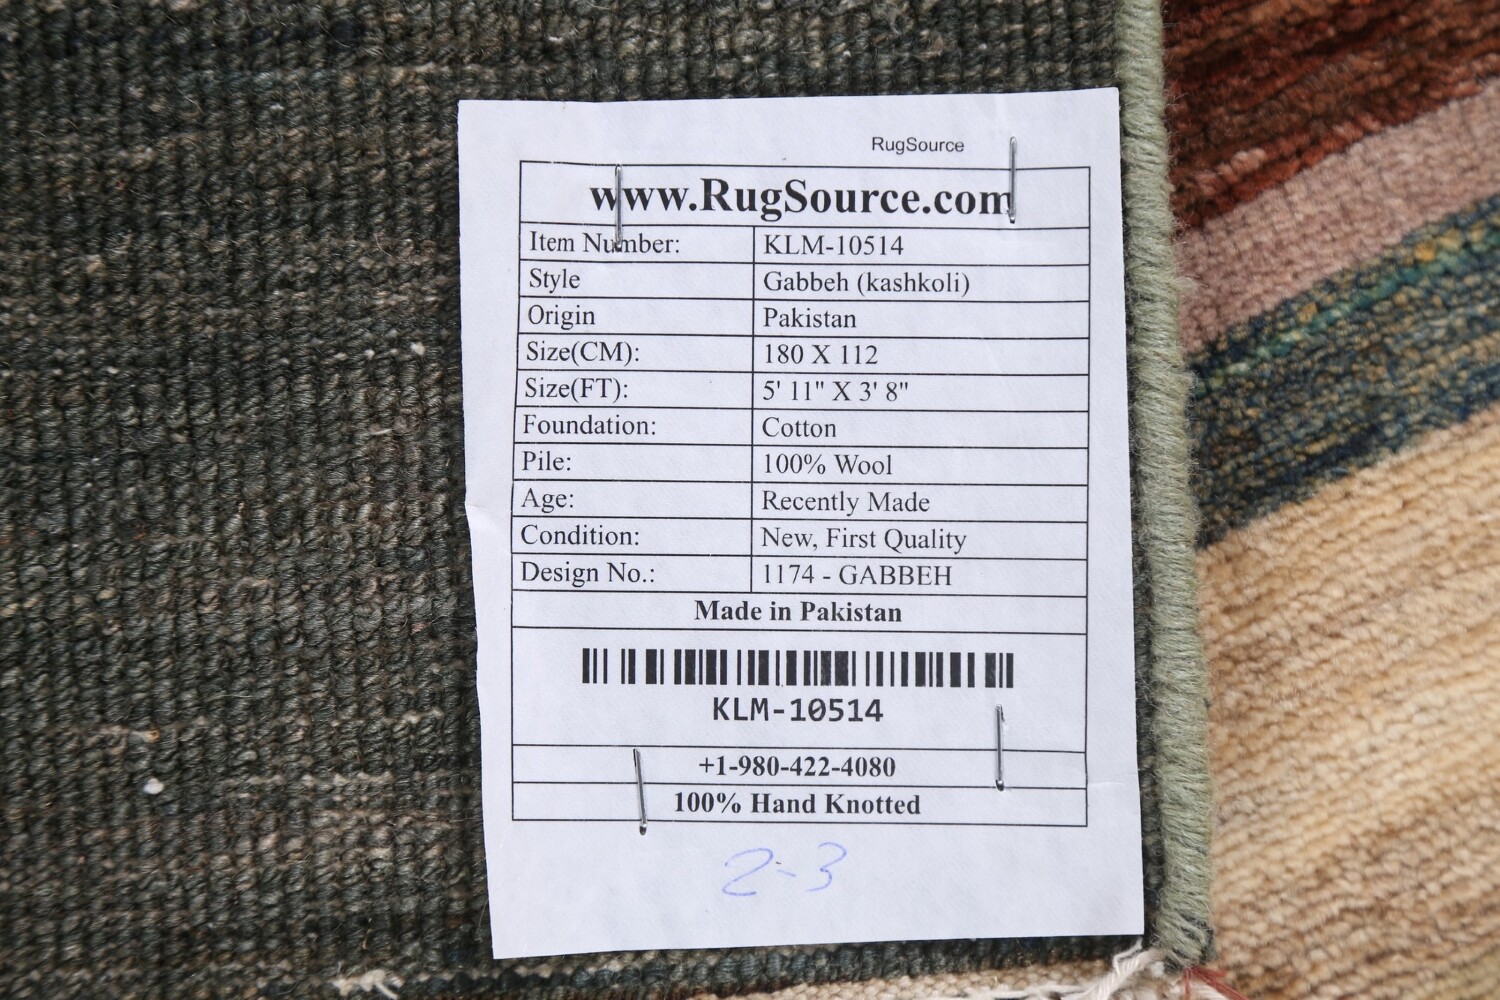 RugSource
www.RugSource.com
Item Number: KLM-10514
Style Gabbeh (kashkoli)
Origin Pakistan
Size(CM): 180 X 112
Size(FT): 5' 11" X 3' 8"
Foundation: Cotton
Pile: 100% Wool
Age: Recently Made
Condition: New, First Quality
Design No.: 1174 - GABBEH
Made in Pakistan
KLM-10514
+1-980-422-4080
100% Hand Knotted
2-3